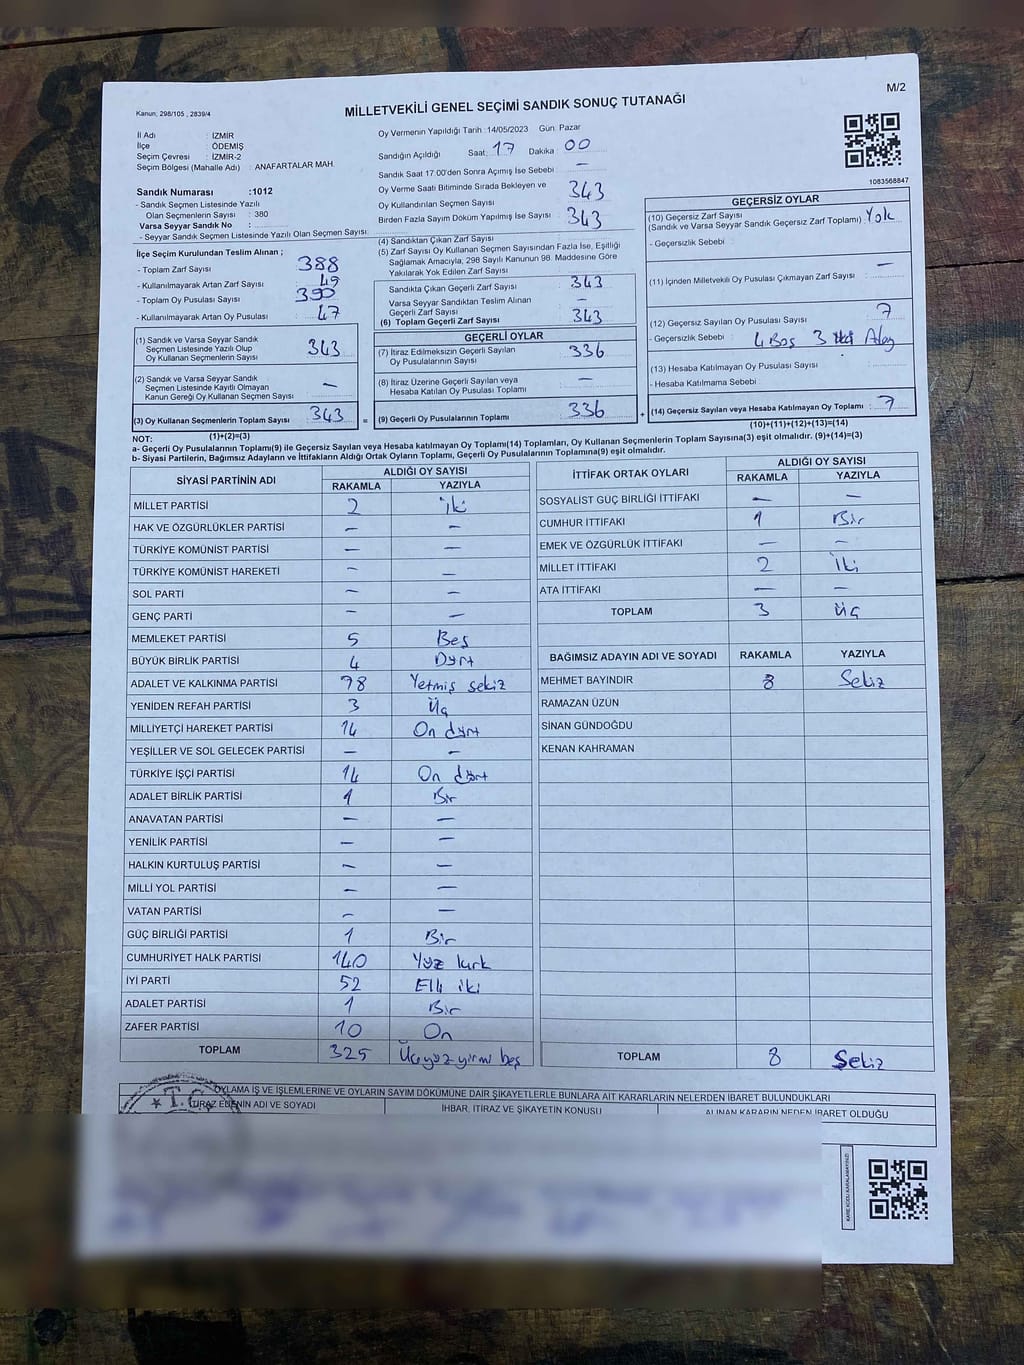 M/2
MİLLETVEKİLİ GENEL SEÇİMİ SANDIK SONUÇ TUTANAĞI
Kanun; 298/105 , 2839/4
İl Adı : İZMİR
İlçe : ÖDEMİŞ
Seçim Çevresi : İZMİR-2
Seçim Bölgesi (Mahalle Adı) : ANAFARTALAR MAH.
Sandık Numarası :1012
- Sandık Seçmen Listesinde Yazılı
Olan Seçmenlerin Sayısı : 380
Varsa Seyyar Sandık No :
- Seyyar Sandık Seçmen Listesinde Yazılı Olan Seçmen Sayısı:
Oy Vermenin Yapıldığı Tarih :14/05/2023 Gün: Pazar
Sandığın Açıldığı Saat: 17 Dakika: 00
Sandık Saat 17.00'den Sonra Açımış İse Sebebi : —
Oy Verme Saati Bitiminde Sırada Bekleyen ve
Oy Kullandırılan Seçmen Sayısı : 343
Birden Fazla Sayım Döküm Yapılmış İse Sayısı : 343
1083568847
İlçe Seçim Kurulundan Teslim Alınan ;
- Toplam Zarf Sayısı : 388
- Kullanılmayarak Artan Zarf Sayısı : 49
- Toplam Oy Pusulası Sayısı : 390
- Kullanılmayarak Artan Oy Pusulası : 47
(1) Sandık ve Varsa Seyyar Sandık
Seçmen Listesinde Yazılı Olup
Oy Kullanan Seçmenlerin Sayısı : 343
(2) Sandık ve Varsa Seyyar Sandık
Seçmen Listesinde Kayıtlı Olmayan
Kanun Gereği Oy Kullanan Seçmen Sayısı : —
(3) Oy Kullanan Seçmenlerin Toplam Sayısı : 343
(1)+(2)=(3)
(4) Sandıktan Çıkan Zarf Sayısı
(5) Zarf Sayısı Oy Kullanan Seçmen Sayısından Fazla İse, Eşitliği
Sağlamak Amacıyla, 298 Sayılı Kanunun 98. Maddesine Göre
Yakılarak Yok Edilen Zarf Sayısı :
Sandıkta Çıkan Geçerli Zarf Sayısı : 343
Varsa Seyyar Sandıktan Teslim Alınan
Geçerli Zarf Sayısı : —
(6) Toplam Geçerli Zarf Sayısı : 343
GEÇERLİ OYLAR
(7) İtiraz Edilmeksizin Geçerli Sayılan
Oy Pusulalarının Sayısı : 336
(8) İtiraz Üzerine Geçerli Sayılan veya
Hesaba Katılan Oy Pusulası Toplamı : —
= (9) Geçerli Oy Pusulalarının Toplamı : 336 +
GEÇERSİZ OYLAR
(10) Geçersiz Zarf Sayısı
(Sandık ve Varsa Seyyar Sandık Geçersiz Zarf Toplamı) : Yok
- Geçersizlik Sebebi :
(11) İçinden Milletvekili Oy Pusulası Çıkmayan Zarf Sayısı : —
(12) Geçersiz Sayılan Oy Pusulası Sayısı : 7
- Geçersizlik Sebebi : 4 Boş 3
(13) Hesaba Katılmayan Oy Pusulası Sayısı :
- Hesaba Katılmama Sebebi :
(14) Geçersiz Sayılan veya Hesaba Katılmayan Oy Toplamı : 7
(10)+(11)+(12)+(13)=(14)
NOT:
a- Geçerli Oy Pusulalarının Toplamı(9) ile Geçersiz Sayılan veya Hesaba katılmayan Oy Toplamı(14) Toplamları, Oy Kullanan Seçmenlerin Toplam Sayısına(3) eşit olmalıdır. (9)+(14)=(3)
b- Siyasi Partilerin, Bağımsız Adayların ve İttifakların Aldığı Ortak Oyların Toplamı, Geçerli Oy Pusulalarının Toplamına(9) eşit olmalıdır.
SİYASİ PARTİNİN ADI ALDIĞI OY SAYISI
RAKAMLA YAZIYLA
MİLLET PARTİSİ 2 İki
HAK VE ÖZGÜRLÜKLER PARTİSİ — —
TÜRKİYE KOMÜNİST PARTİSİ — —
TÜRKİYE KOMÜNİST HAREKETİ — —
SOL PARTİ — —
GENÇ PARTİ — —
MEMLEKET PARTİSİ 5 Beş
BÜYÜK BİRLİK PARTİSİ 4 Dört
ADALET VE KALKINMA PARTİSİ 78 Yetmiş sekiz
YENİDEN REFAH PARTİSİ 3 Üç
MİLLİYETÇİ HAREKET PARTİSİ 14 On dört
YEŞİLLER VE SOL GELECEK PARTİSİ — —
TÜRKİYE İŞÇİ PARTİSİ 14 On dört
ADALET BİRLİK PARTİSİ 1 Bir
ANAVATAN PARTİSİ — —
YENİLİK PARTİSİ — —
HALKIN KURTULUŞ PARTİSİ — —
MİLLİ YOL PARTİSİ — —
VATAN PARTİSİ — —
GÜÇ BİRLİĞİ PARTİSİ 1 Bir
CUMHURİYET HALK PARTİSİ 140 Yüz kırk
İYİ PARTİ 52 Elli iki
ADALET PARTİSİ 1 Bir
ZAFER PARTİSİ 10 On
TOPLAM 325 Üçyüz yirmi beş
İTTİFAK ORTAK OYLARI ALDIĞI OY SAYISI
RAKAMLA YAZIYLA
SOSYALİST GÜÇ BİRLİĞİ İTTİFAKI — —
CUMHUR İTTİFAKI 1 Bir
EMEK VE ÖZGÜRLÜK İTTİFAKI — —
MİLLET İTTİFAKI 2 İki
ATA İTTİFAKI — —
TOPLAM 3 Üç
BAĞIMSIZ ADAYIN ADI VE SOYADI RAKAMLA YAZIYLA
MEHMET BAYINDIR 8 Sekiz
RAMAZAN ÜZÜN
SİNAN GÜNDOĞDU
KENAN KAHRAMAN
TOPLAM 8 Sekiz
OYLAMA İŞ VE İŞLEMLERİNE VE OYLARIN SAYIM DÖKÜMÜNE DAİR ŞİKAYETLERLE BUNLARA AİT KARARLARIN NELERDEN İBARET BULUNDUKLARI
İTİRAZ EDENİN ADI VE SOYADI İHBAR, İTİRAZ VE ŞİKAYETİN KONUSU ALINAN KARARIN NEDEN İBARET OLDUĞU
T.C.
KARE KODU KARALAMAYINIZ!